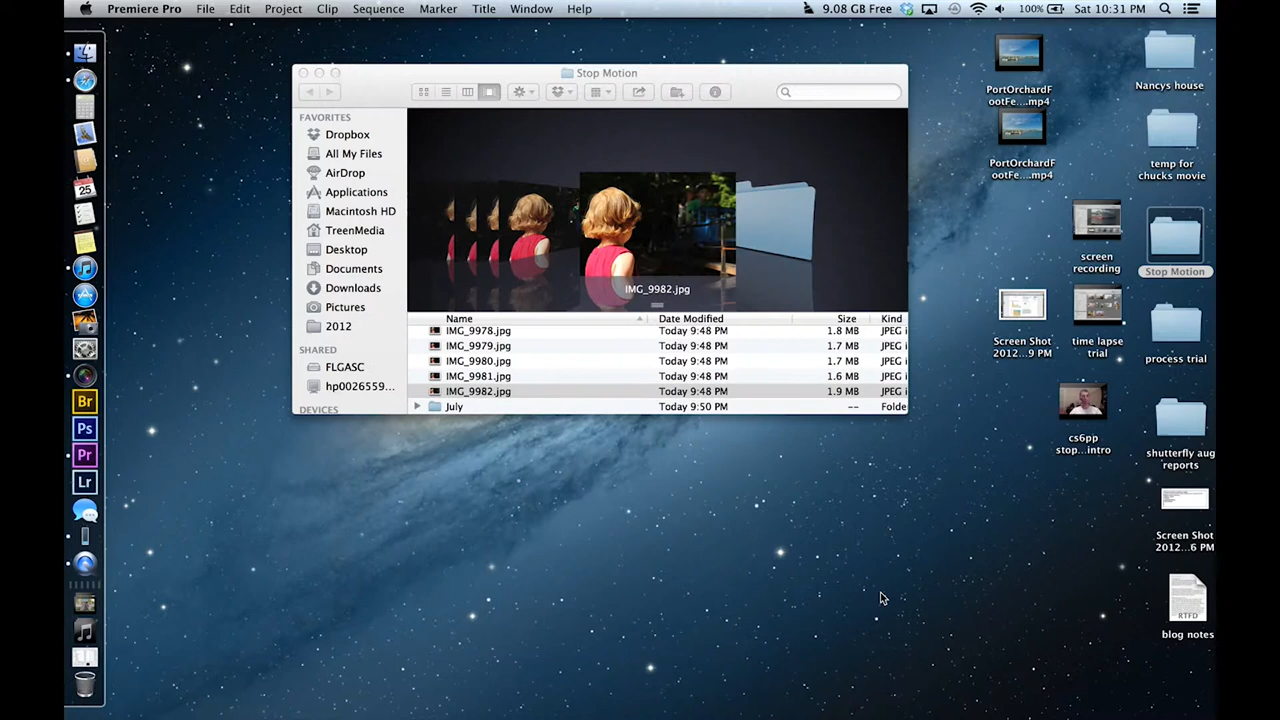 Premiere Pro File Edit Project Clip Sequence Marker Title Window Help 9.08 GB Free 100% Sat 10:31 PM
Stop Motion
FAVORITES
Dropbox
All My Files
AirDrop
Applications
Macintosh HD
TreenMedia
Desktop
Documents
Downloads
Pictures
2012
SHARED
FLGASC
hp0026559...
DEVICES
IMG_9982.jpg
Name Date Modified Size Kind
IMG_9978.jpg Today 9:48 PM 1.8 MB JPEG i
IMG_9979.jpg Today 9:48 PM 1.7 MB JPEG i
IMG_9980.jpg Today 9:48 PM 1.7 MB JPEG i
IMG_9981.jpg Today 9:48 PM 1.6 MB JPEG i
IMG_9982.jpg Today 9:48 PM 1.9 MB JPEG i
July Today 9:50 PM -- Folde
25
Br
Ps
Pr
Lr
PortOrchardF
ootFe....mp4
PortOrchardF
ootFe....mp4
screen
recording
Screen Shot
2012...9 PM
time lapse
trial
cs6pp
stop...intro
Nancys house
temp for
chucks movie
Stop Motion
process trial
shutterfly aug
reports
Screen Shot
2012...6 PM
RTFD
blog notes